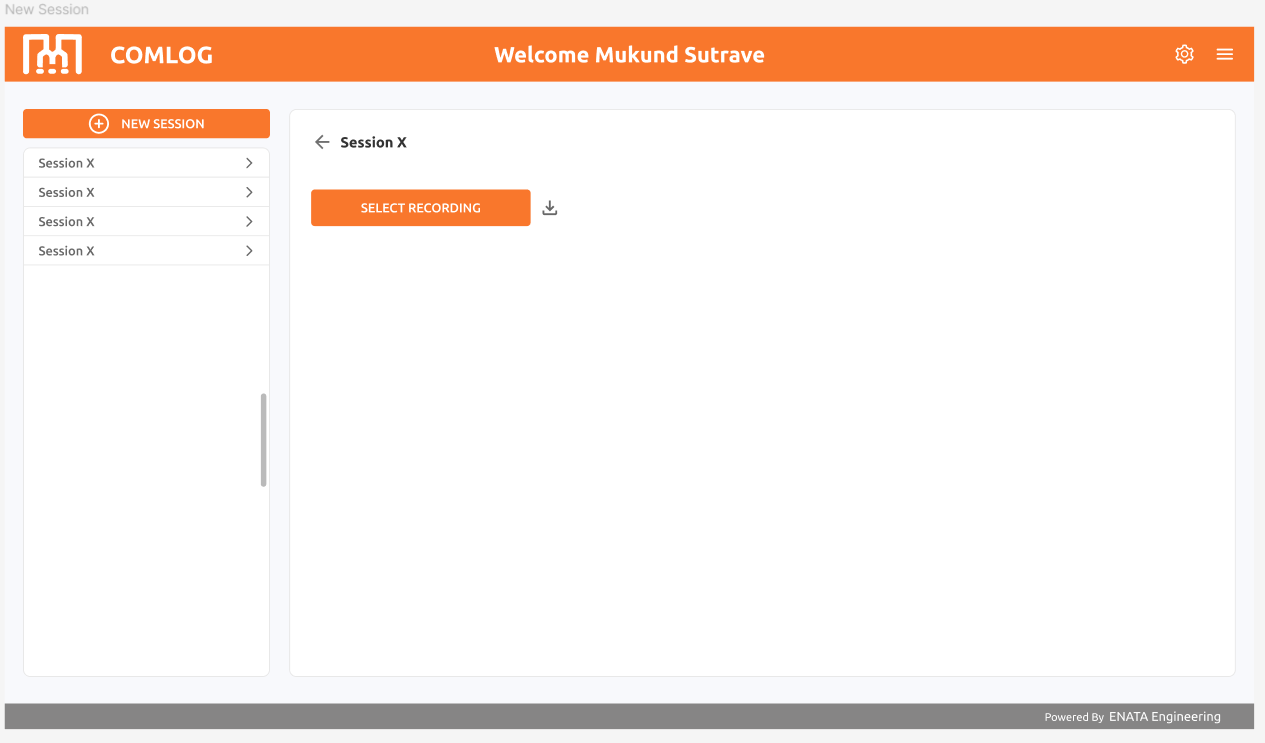 New Session
COMLOG
Welcome Mukund Sutrave
NEW SESSION
Session X
Session X
Session X
Session X
Session X
SELECT RECORDING
Powered By ENATA Engineering